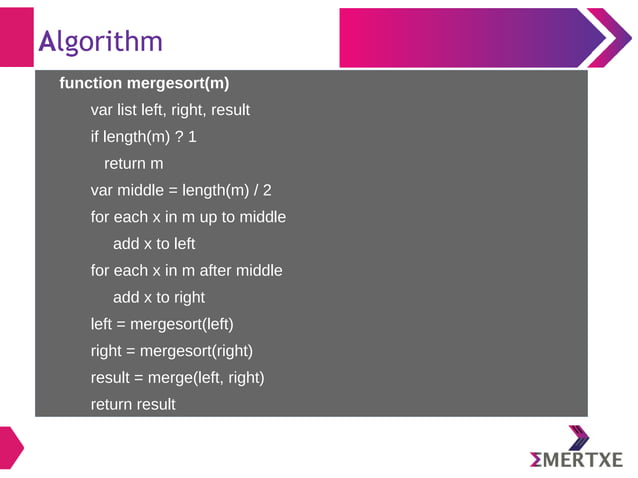 Algorithm
function mergesort(m)
var list left, right, result
if length(m) ? 1
return m
var middle = length(m) / 2
for each x in m up to middle
add x to left
for each x in m after middle
add x to right
left = mergesort(left)
right = mergesort(right)
result = merge(left, right)
return result
EMERTXE